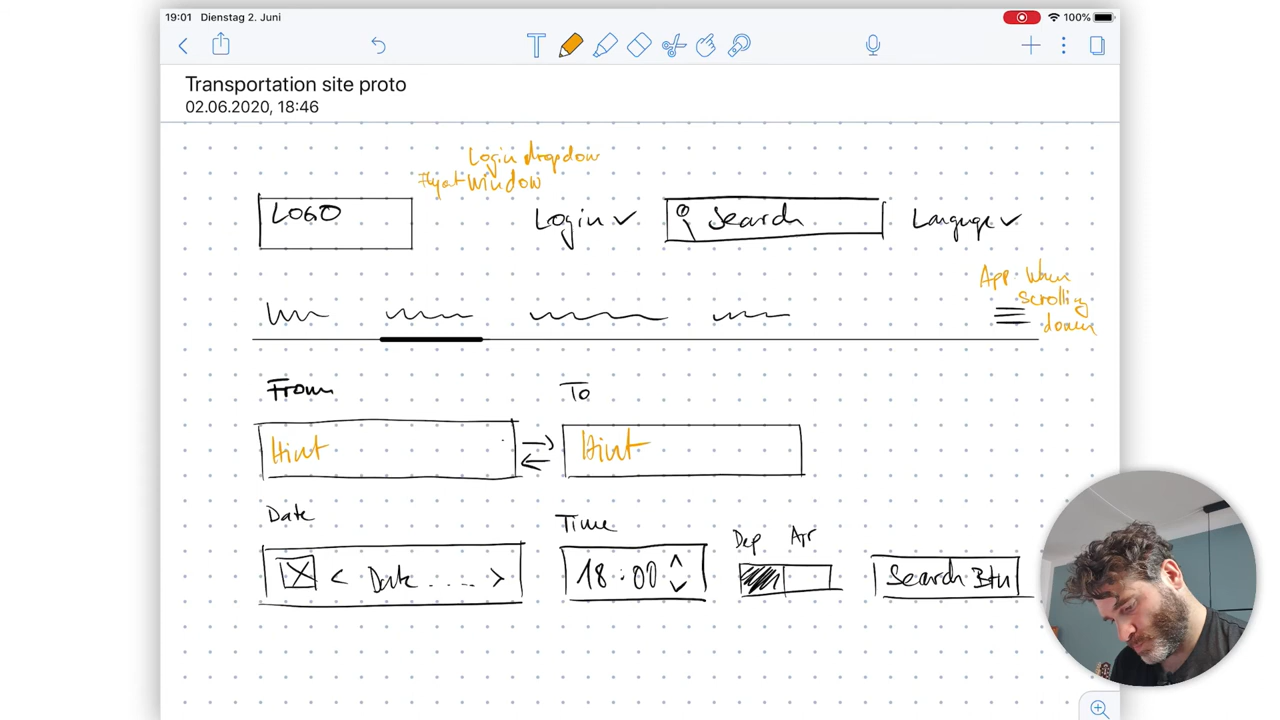 19:01 Dienstag 2. Juni
100%
T
Transportation site proto
02.06.2020, 18:46
Login dropdow
Window
LOGO
Login
Search
Language
App When
scrolling
down
From
To
Hint
Hint
Date
Time
Dep Arr
< Date ..... >
18:00
Search Btn